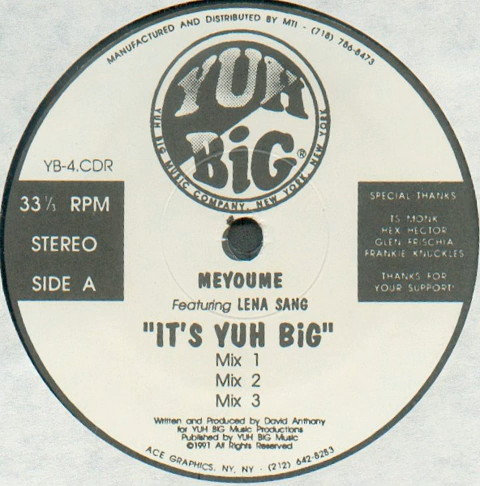 MANUFACTURED AND DISTRIBUTED BY MTI - (718) 786-8473
YUH
BiG®
YUH BIG MUSIC COMPANY, NEW YORK, NEW YORK
YB-4.CDR
33 ⅓ RPM
STEREO
SIDE A
SPECIAL THANKS
TS MONK
HEX HECTOR
GLEN FRISCHIA
FRANKIE KNUCKLES
THANKS FOR
YOUR SUPPORT
MEYOUME
Featuring LENA SANG
"IT'S YUH BiG"
Mix 1
Mix 2
Mix 3
Written and Produced by David Anthony
for YUH BIG Music Productions
Published by YUH BIG Music
©1991 All Rights Reserved
ACE GRAPHICS, NY, NY - (212) 642-8283